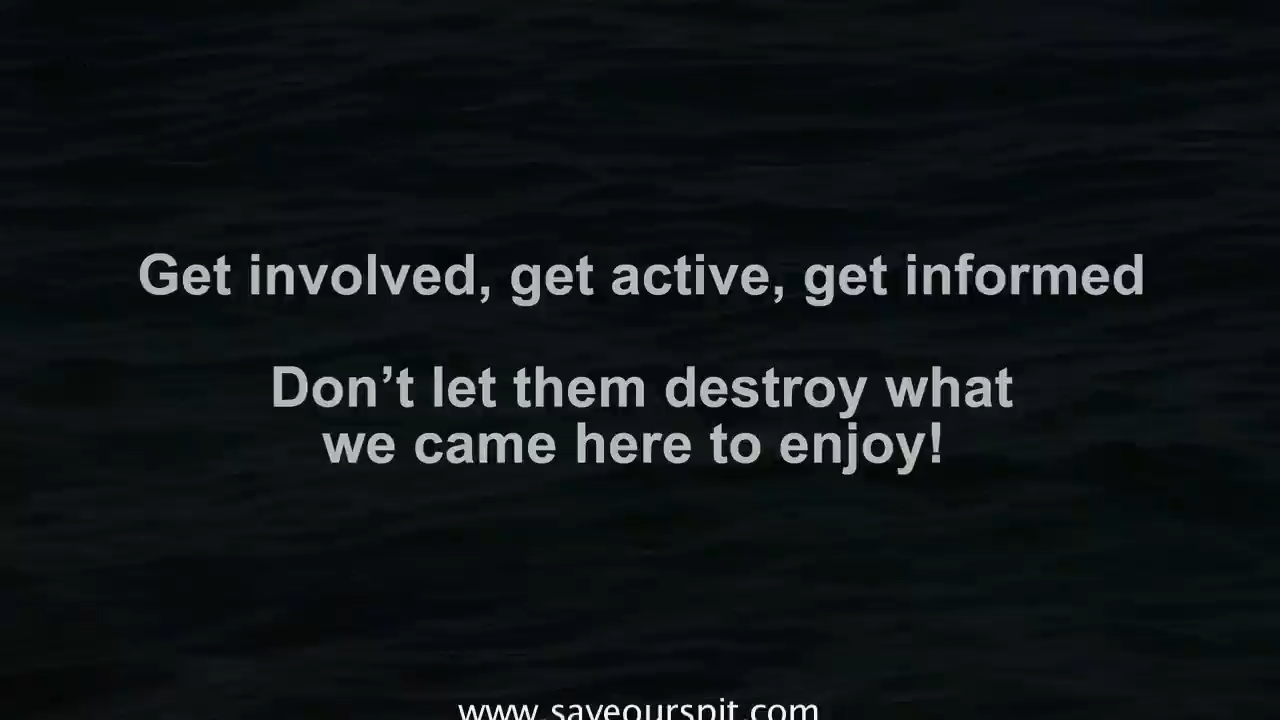 Get involved, get active, get informed
Don’t let them destroy what
we came here to enjoy!
www.saveourspit.com